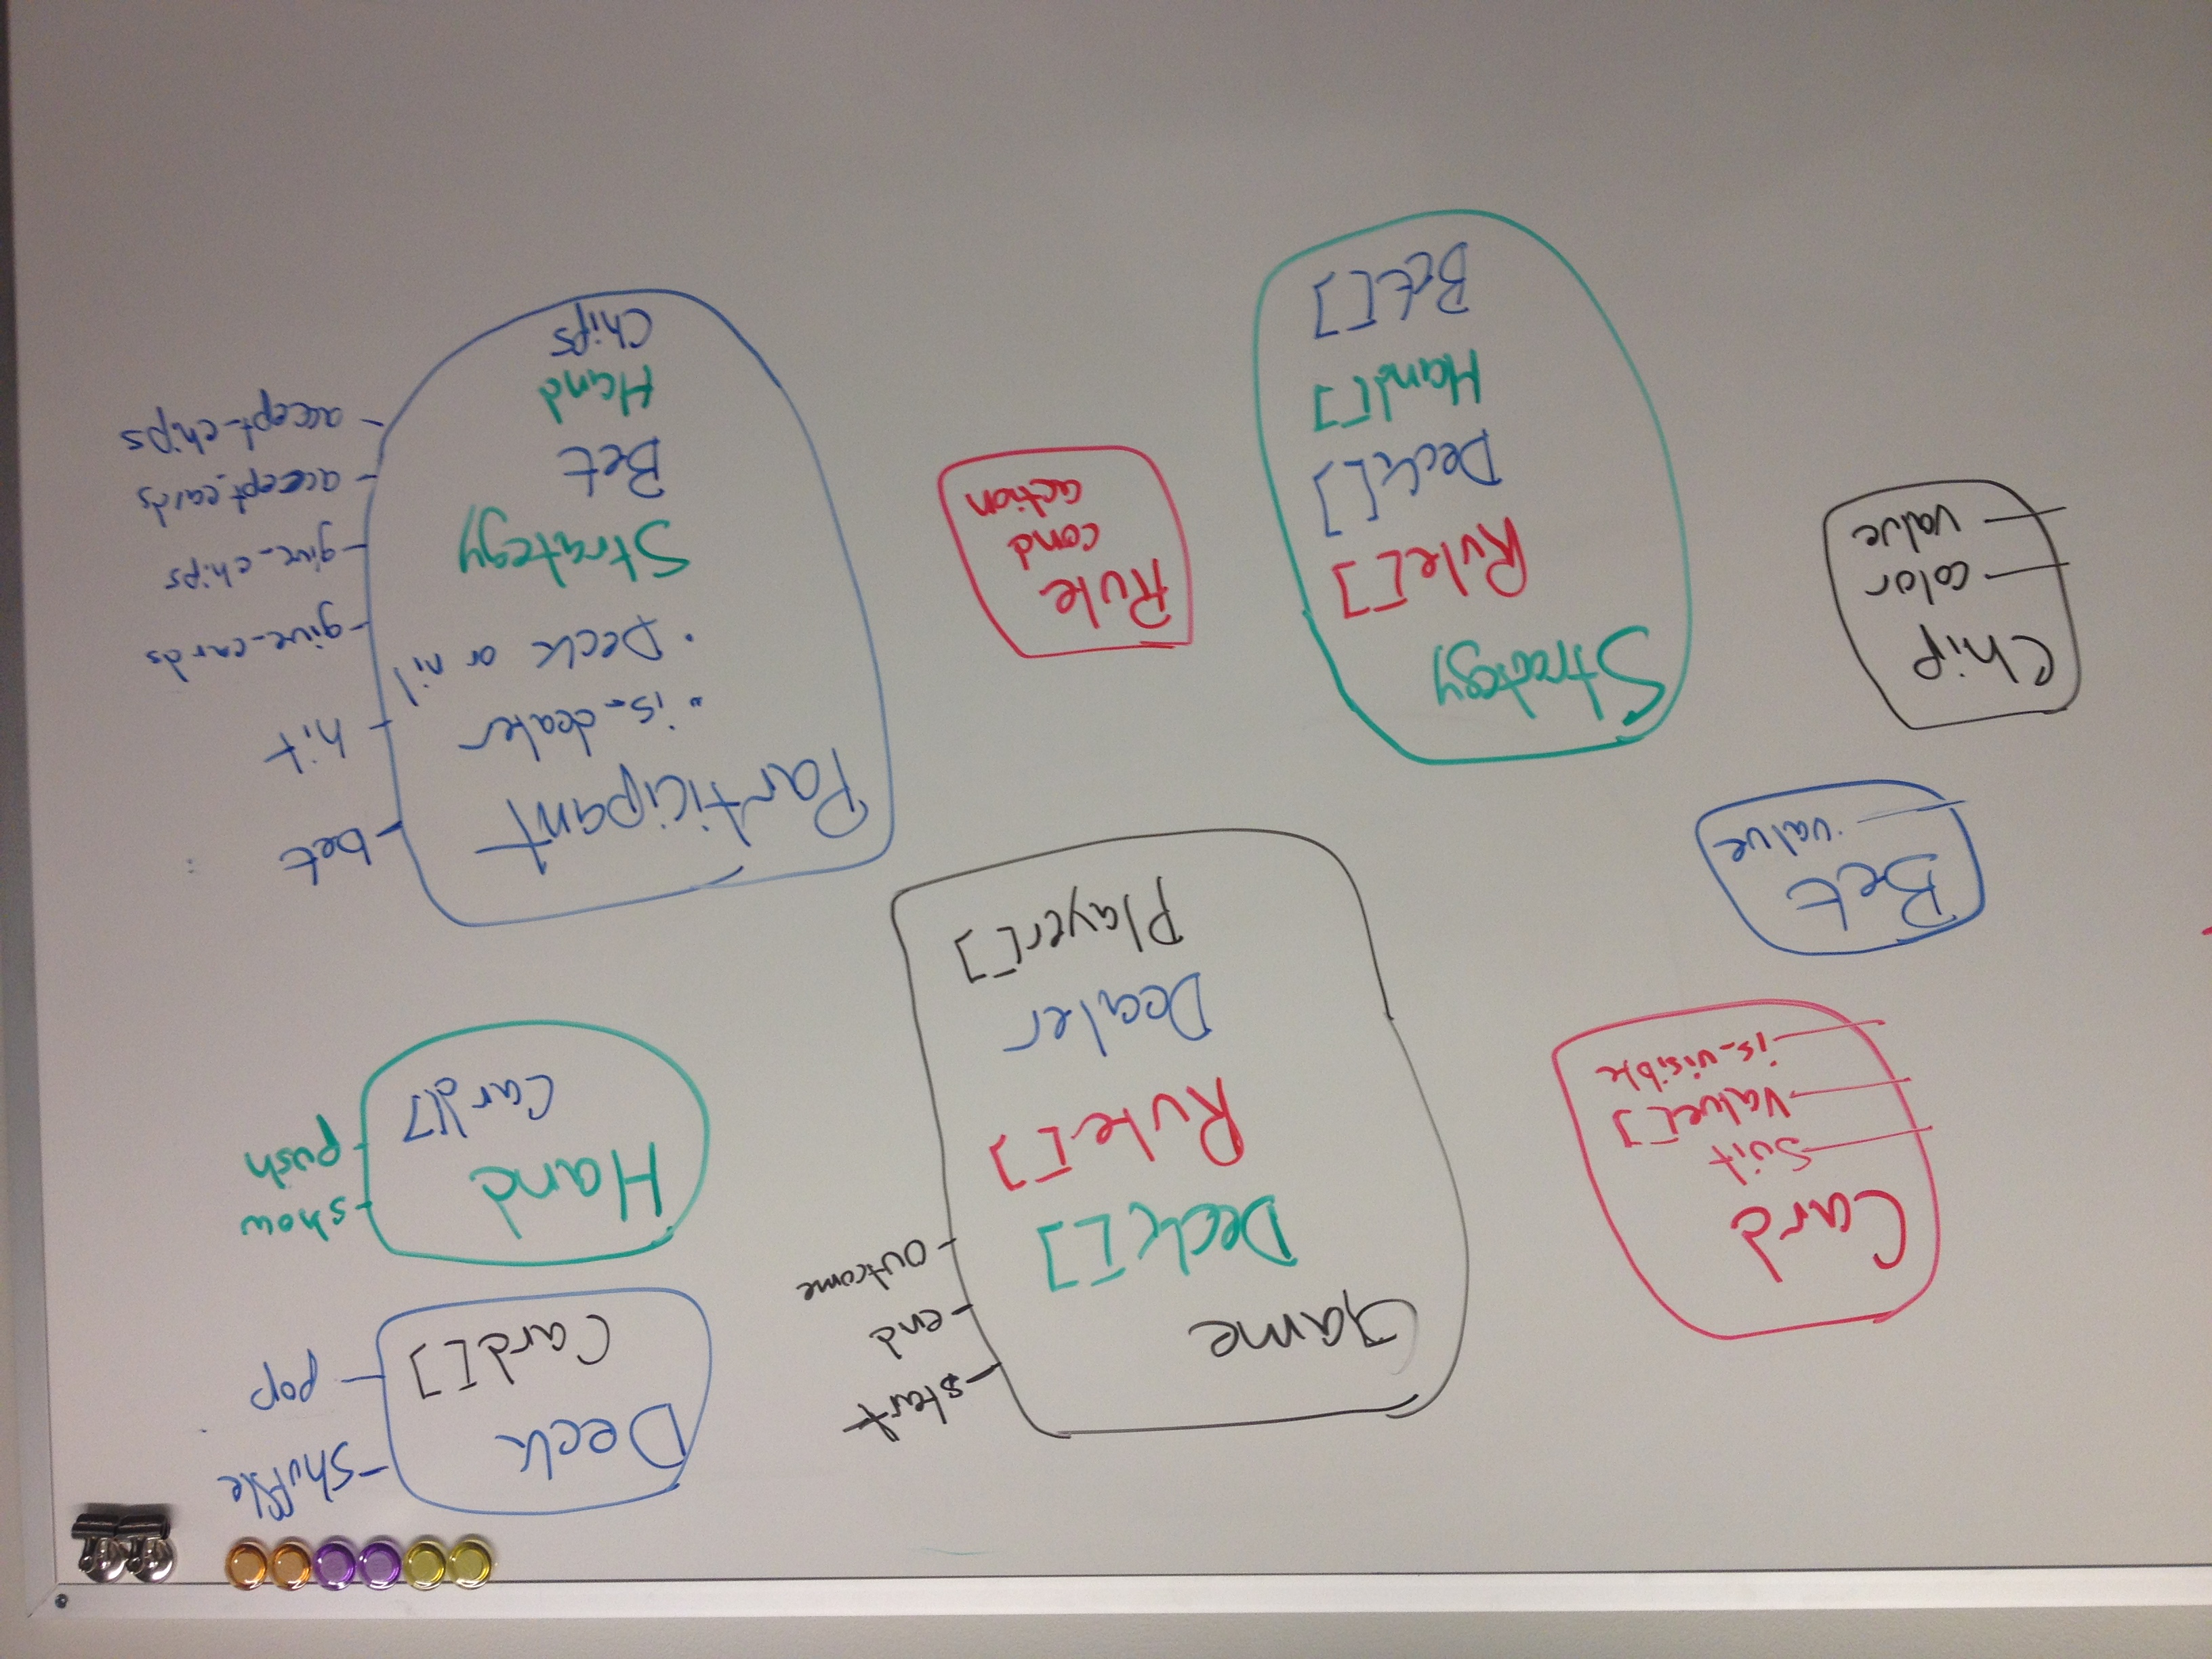 Card
Suit
Value[]
is_visible
Bet
value
Chip
color
value
Game
Deck[]
Rule[]
Dealer
Player[]
start
end
outcome
Strategy
Rule[]
Deck[]
Hand[]
Bet[]
Rule
cond
action
Deck
Card[]
shuffle
pop
Hand
Card[]
show
push
Participant
• is_dealer
• Deck or nil
Strategy
Bet
Hand
Chips
bet
hit
give_cards
give_chips
accept_cards
accept_chips